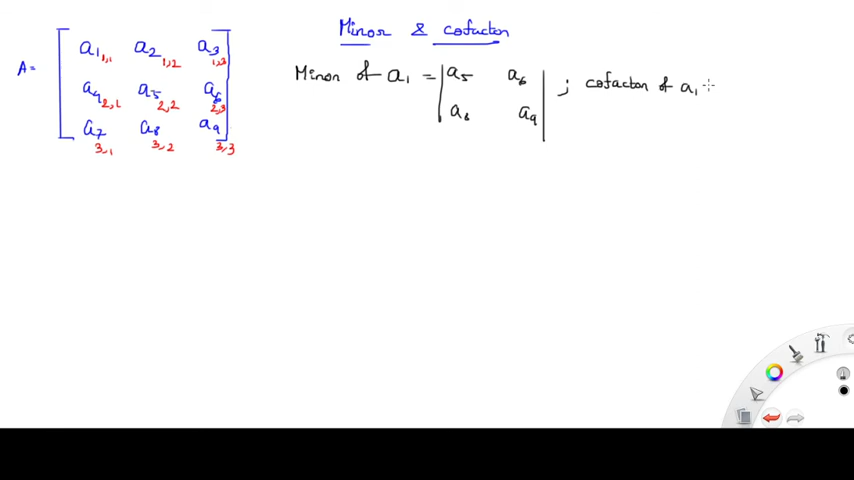 Minor & cofactor
A = [ a1 1,1 a2 1,2 a3 1,3
a4 2,1 a5 2,2 a6 2,3
a7 3,1 a8 3,2 a9 3,3 ]
Minor of a1 = | a5 a6 ; cofactor of a1
a8 a9 |